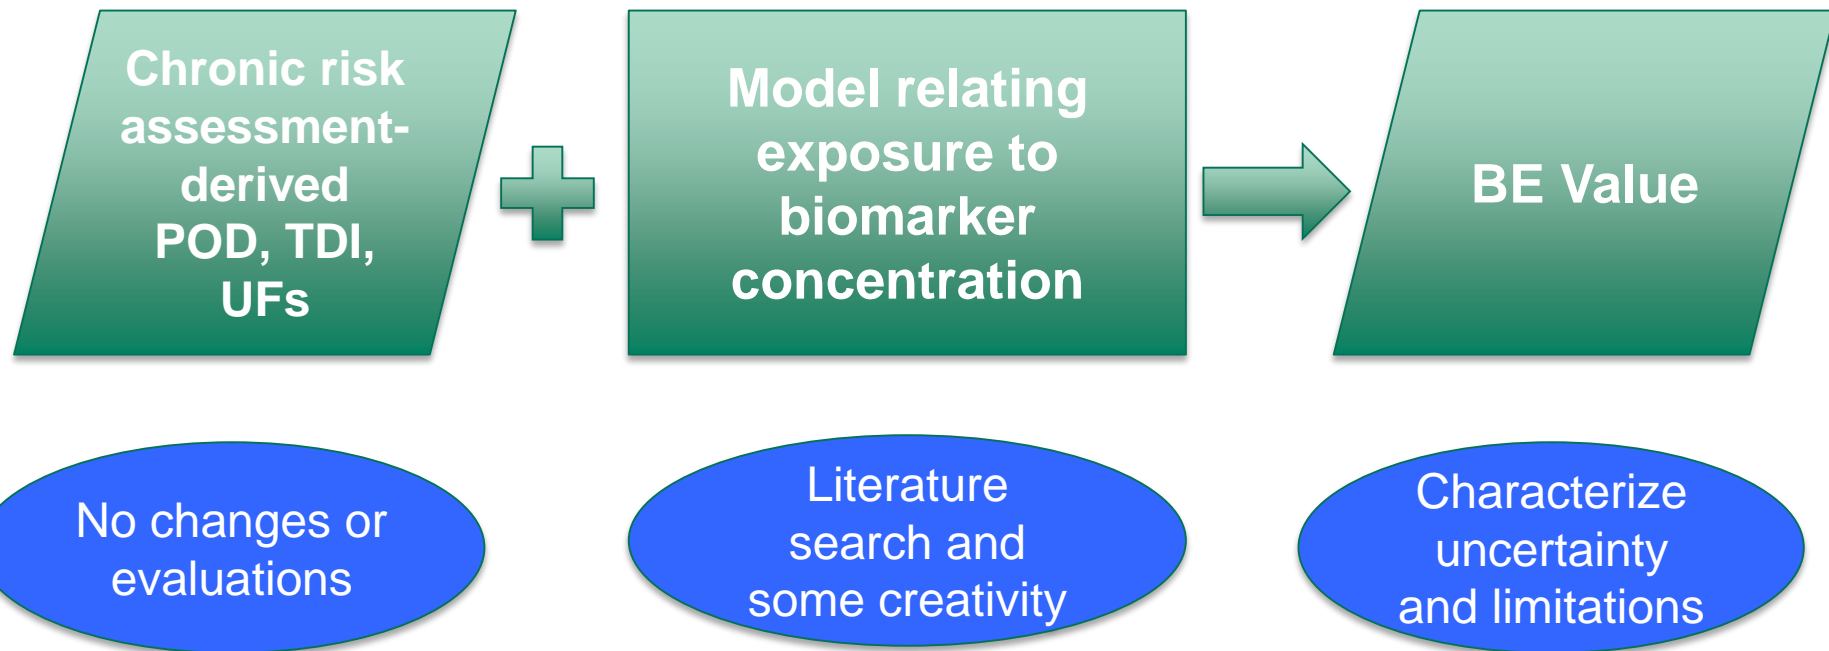 Chronic risk
assessment-
derived
POD, TDI,
UFs
Model relating
exposure to
biomarker
concentration
BE Value
No changes or
evaluations
Literature
search and
some creativity
Characterize
uncertainty
and limitations